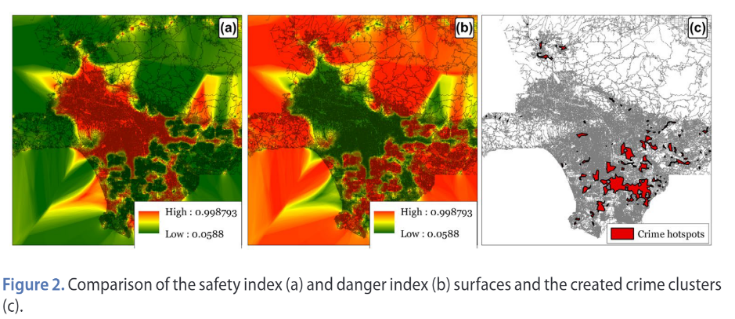 (a)
(b)
(c)
High : 0.998793
Low : 0.0588
High : 0.998793
Low : 0.0588
Crime hotspots
Figure 2. Comparison of the safety index (a) and danger index (b) surfaces and the created crime clusters
(c).